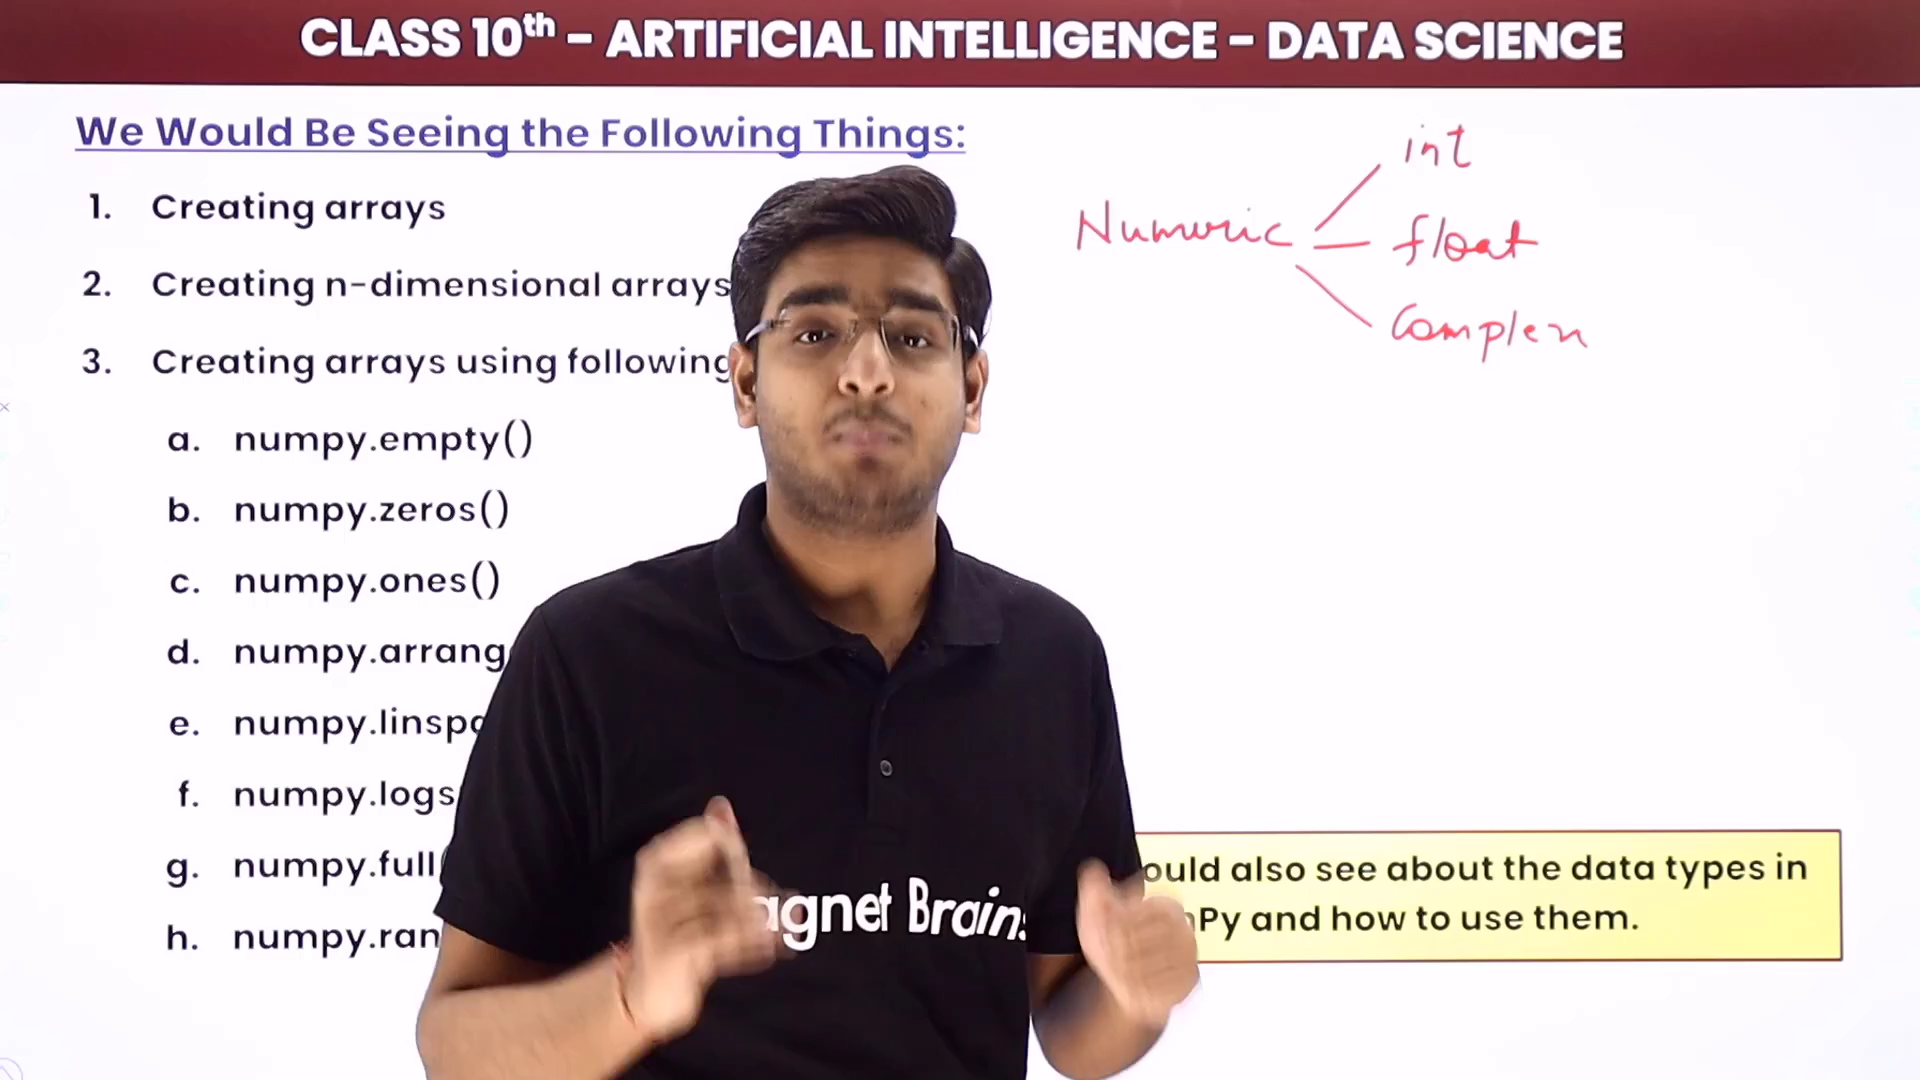 CLASS 10th - ARTIFICIAL INTELLIGENCE - DATA SCIENCE
We Would Be Seeing the Following Things:
1. Creating arrays
2. Creating n-dimensional arrays
3. Creating arrays using following
a. numpy.empty()
b. numpy.zeros()
c. numpy.ones()
d. numpy.arrang
e. numpy.linspa
f. numpy.logs
g. numpy.full
h. numpy.ran
Numeric
int
float
Complex
ould also see about the data types in
Py and how to use them.
agnet Brains